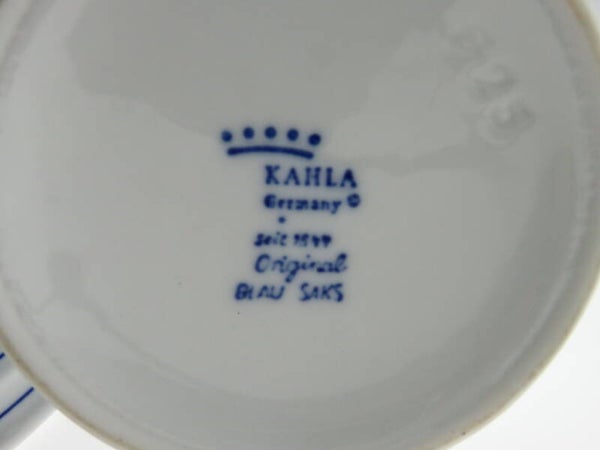 KAHLA
Germany ©
seit 1844
Original
BLAU SAKS